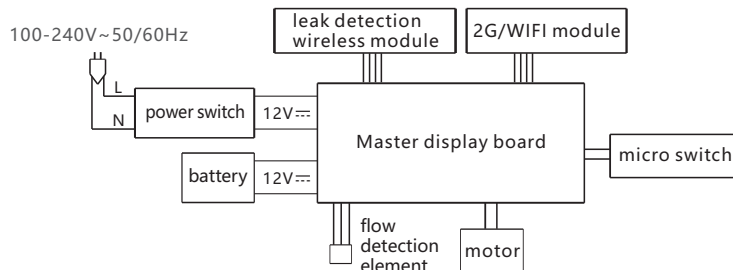 leak detection
wireless module
2G/WIFI module
100-240V~50/60Hz
L
N
power switch
12V⎓
Master display board
micro switch
battery
12V⎓
flow
detection
element
motor